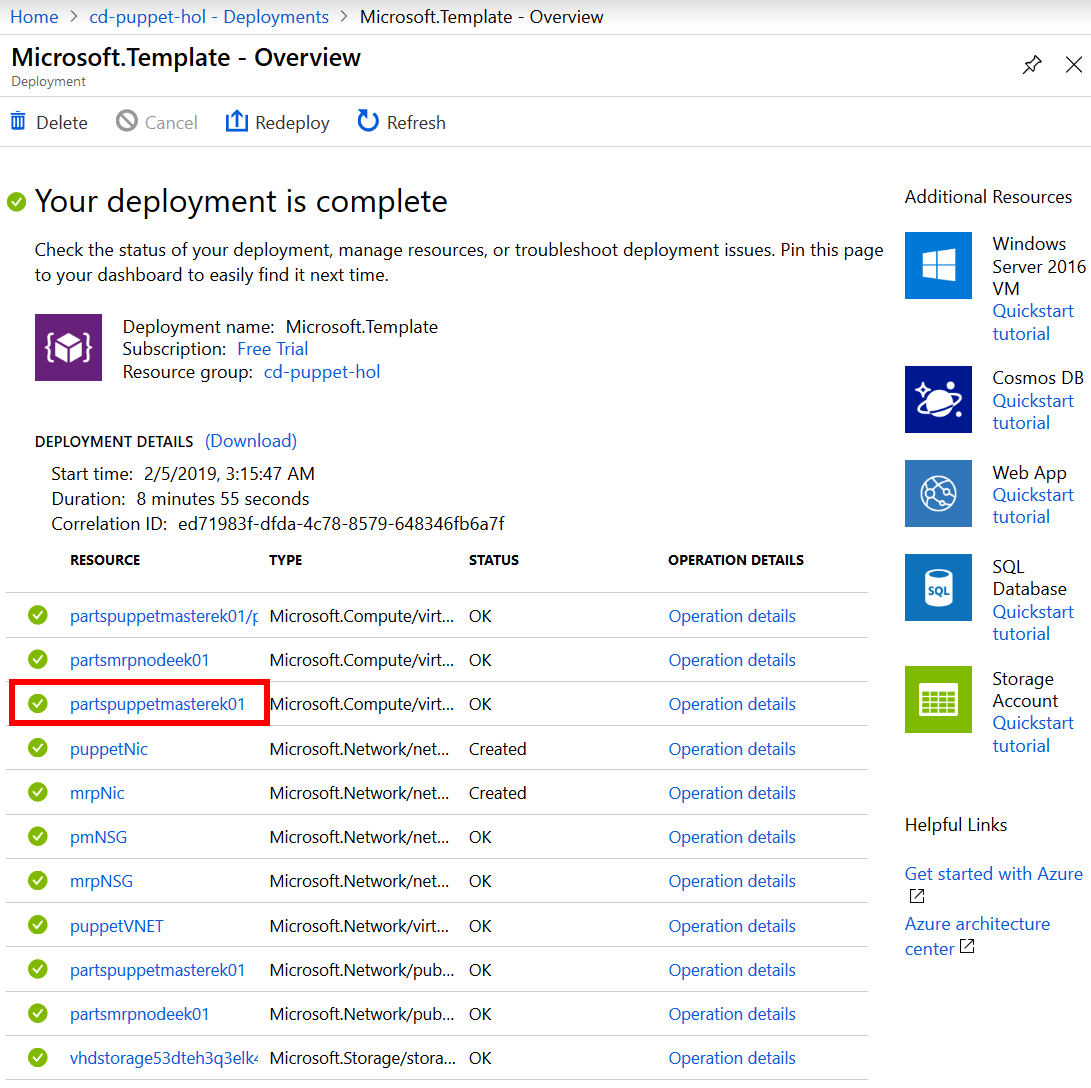 Home > cd-puppet-hol - Deployments > Microsoft.Template - Overview
Microsoft.Template - Overview
Deployment
Delete Cancel Redeploy Refresh
Your deployment is complete
Check the status of your deployment, manage resources, or troubleshoot deployment issues. Pin this page
to your dashboard to easily find it next time.
Deployment name: Microsoft.Template
Subscription: Free Trial
Resource group: cd-puppet-hol
DEPLOYMENT DETAILS (Download)
Start time: 2/5/2019, 3:15:47 AM
Duration: 8 minutes 55 seconds
Correlation ID: ed71983f-dfda-4c78-8579-648346fb6a7f
RESOURCE TYPE STATUS OPERATION DETAILS
partspuppetmasterek01/p Microsoft.Compute/virt... OK Operation details
partsmrpnodeek01 Microsoft.Compute/virt... OK Operation details
partspuppetmasterek01 Microsoft.Compute/virt... OK Operation details
puppetNic Microsoft.Network/net... Created Operation details
mrpNic Microsoft.Network/net... Created Operation details
pmNSG Microsoft.Network/net... OK Operation details
mrpNSG Microsoft.Network/net... OK Operation details
puppetVNET Microsoft.Network/virt... OK Operation details
partspuppetmasterek01 Microsoft.Network/pub... OK Operation details
partsmrpnodeek01 Microsoft.Network/pub... OK Operation details
vhdstorage53dteh3q3elk4 Microsoft.Storage/stora... OK Operation details
Additional Resources
Windows
Server 2016
VM
Quickstart
tutorial
Cosmos DB
Quickstart
tutorial
Web App
Quickstart
tutorial
SQL
SQL
Database
Quickstart
tutorial
Storage
Account
Quickstart
tutorial
Helpful Links
Get started with Azure
Azure architecture
center